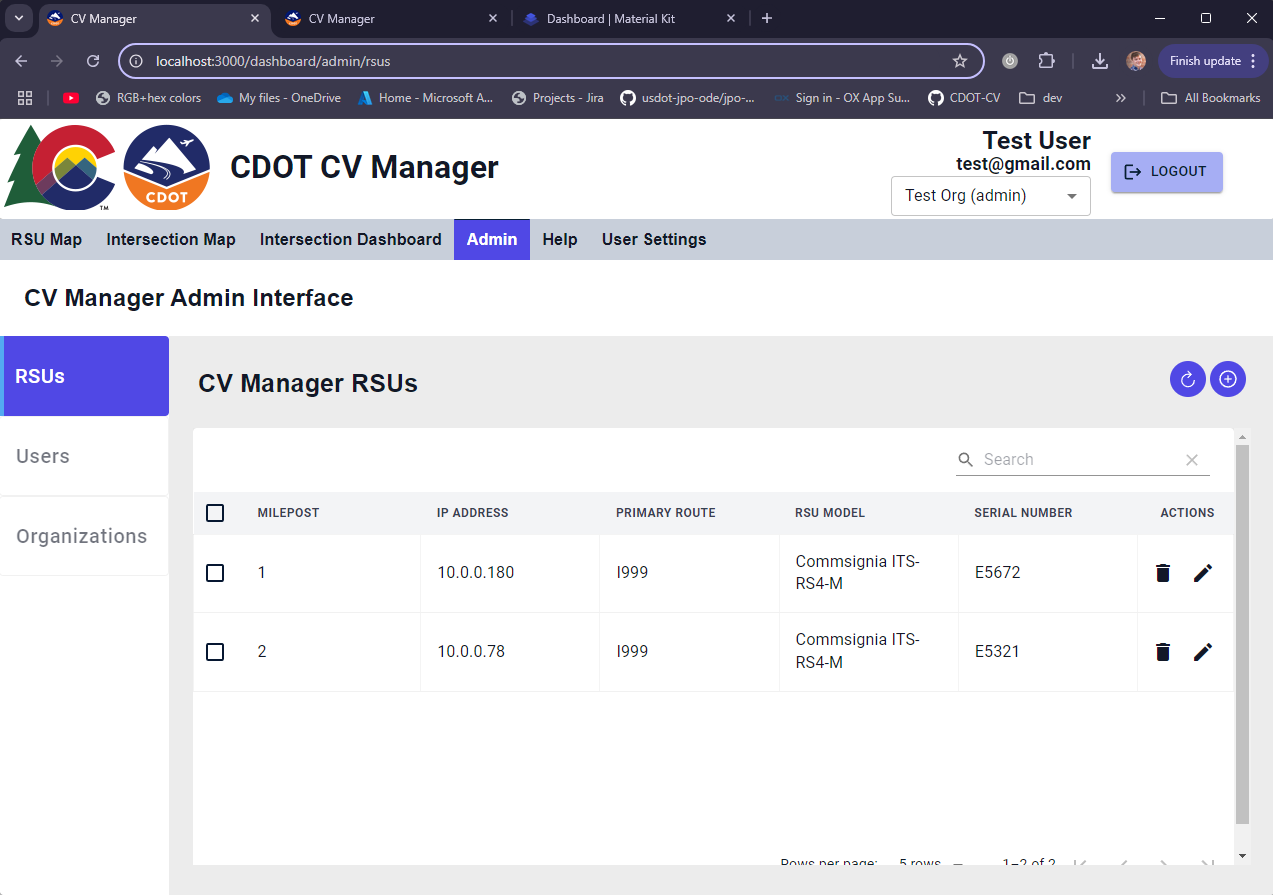 CV Manager
CV Manager
Dashboard | Material Kit
localhost:3000/dashboard/admin/rsus
Finish update
RGB+hex colors
My files - OneDrive
Home - Microsoft A...
Projects - Jira
usdot-jpo-ode/jpo-...
Sign in - OX App Su...
CDOT-CV
dev
All Bookmarks
TM
CDOT
CDOT CV Manager
Test User
test@gmail.com
Test Org (admin)
LOGOUT
RSU Map Intersection Map Intersection Dashboard Admin Help User Settings
CV Manager Admin Interface
RSUs
Users
Organizations
CV Manager RSUs
Search
MILEPOST IP ADDRESS PRIMARY ROUTE RSU MODEL SERIAL NUMBER ACTIONS
1 10.0.0.180 I999 Commsignia ITS-
RS4-M E5672
2 10.0.0.78 I999 Commsignia ITS-
RS4-M E5321
Rows per page: 5 rows 1–2 of 2